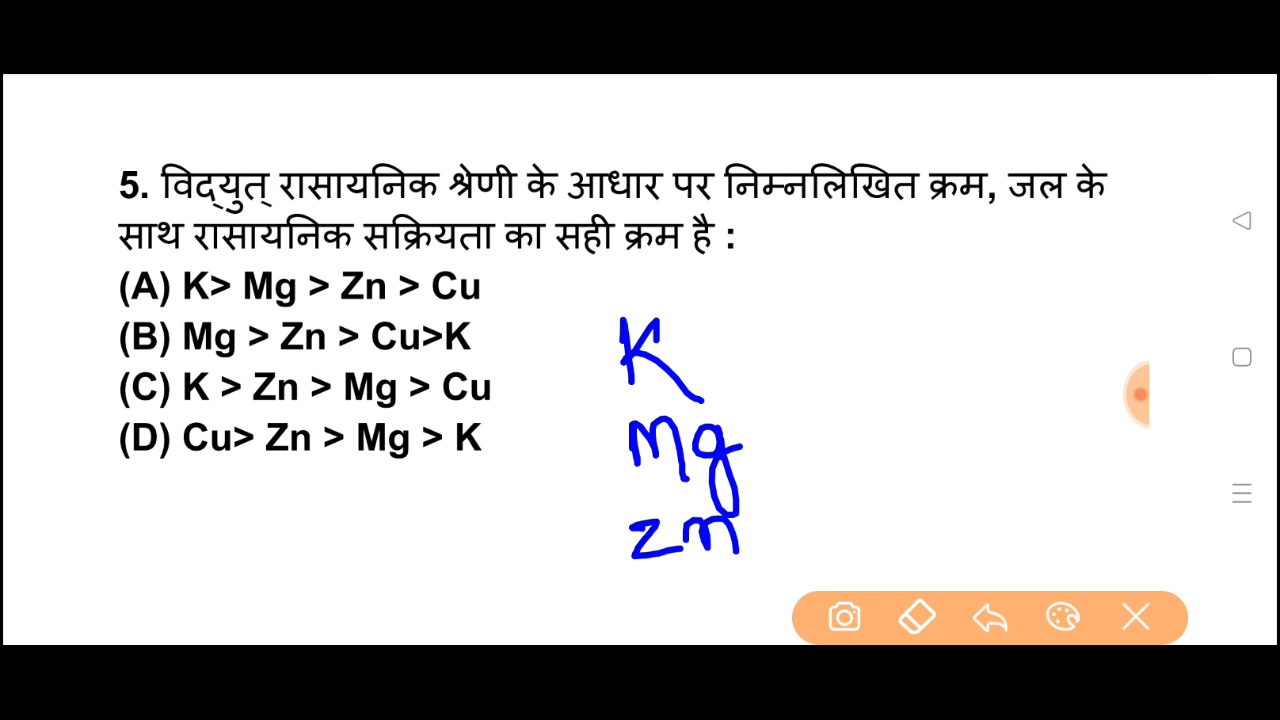 5. विद्युत् रासायनिक श्रेणी के आधार पर निम्नलिखित क्रम, जल के
साथ रासायनिक सक्रियता का सही क्रम है :
(A) K> Mg > Zn > Cu
(B) Mg > Zn > Cu>K
(C) K > Zn > Mg > Cu
(D) Cu> Zn > Mg > K
K
Mg
Zn